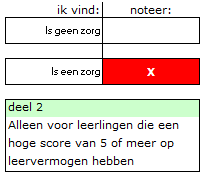 ik vind: noteer:
Is geen zorg
Is een zorg x
deel 2
Alleen voor leerlingen die een
hoge score van 5 of meer op
leervermogen hebben